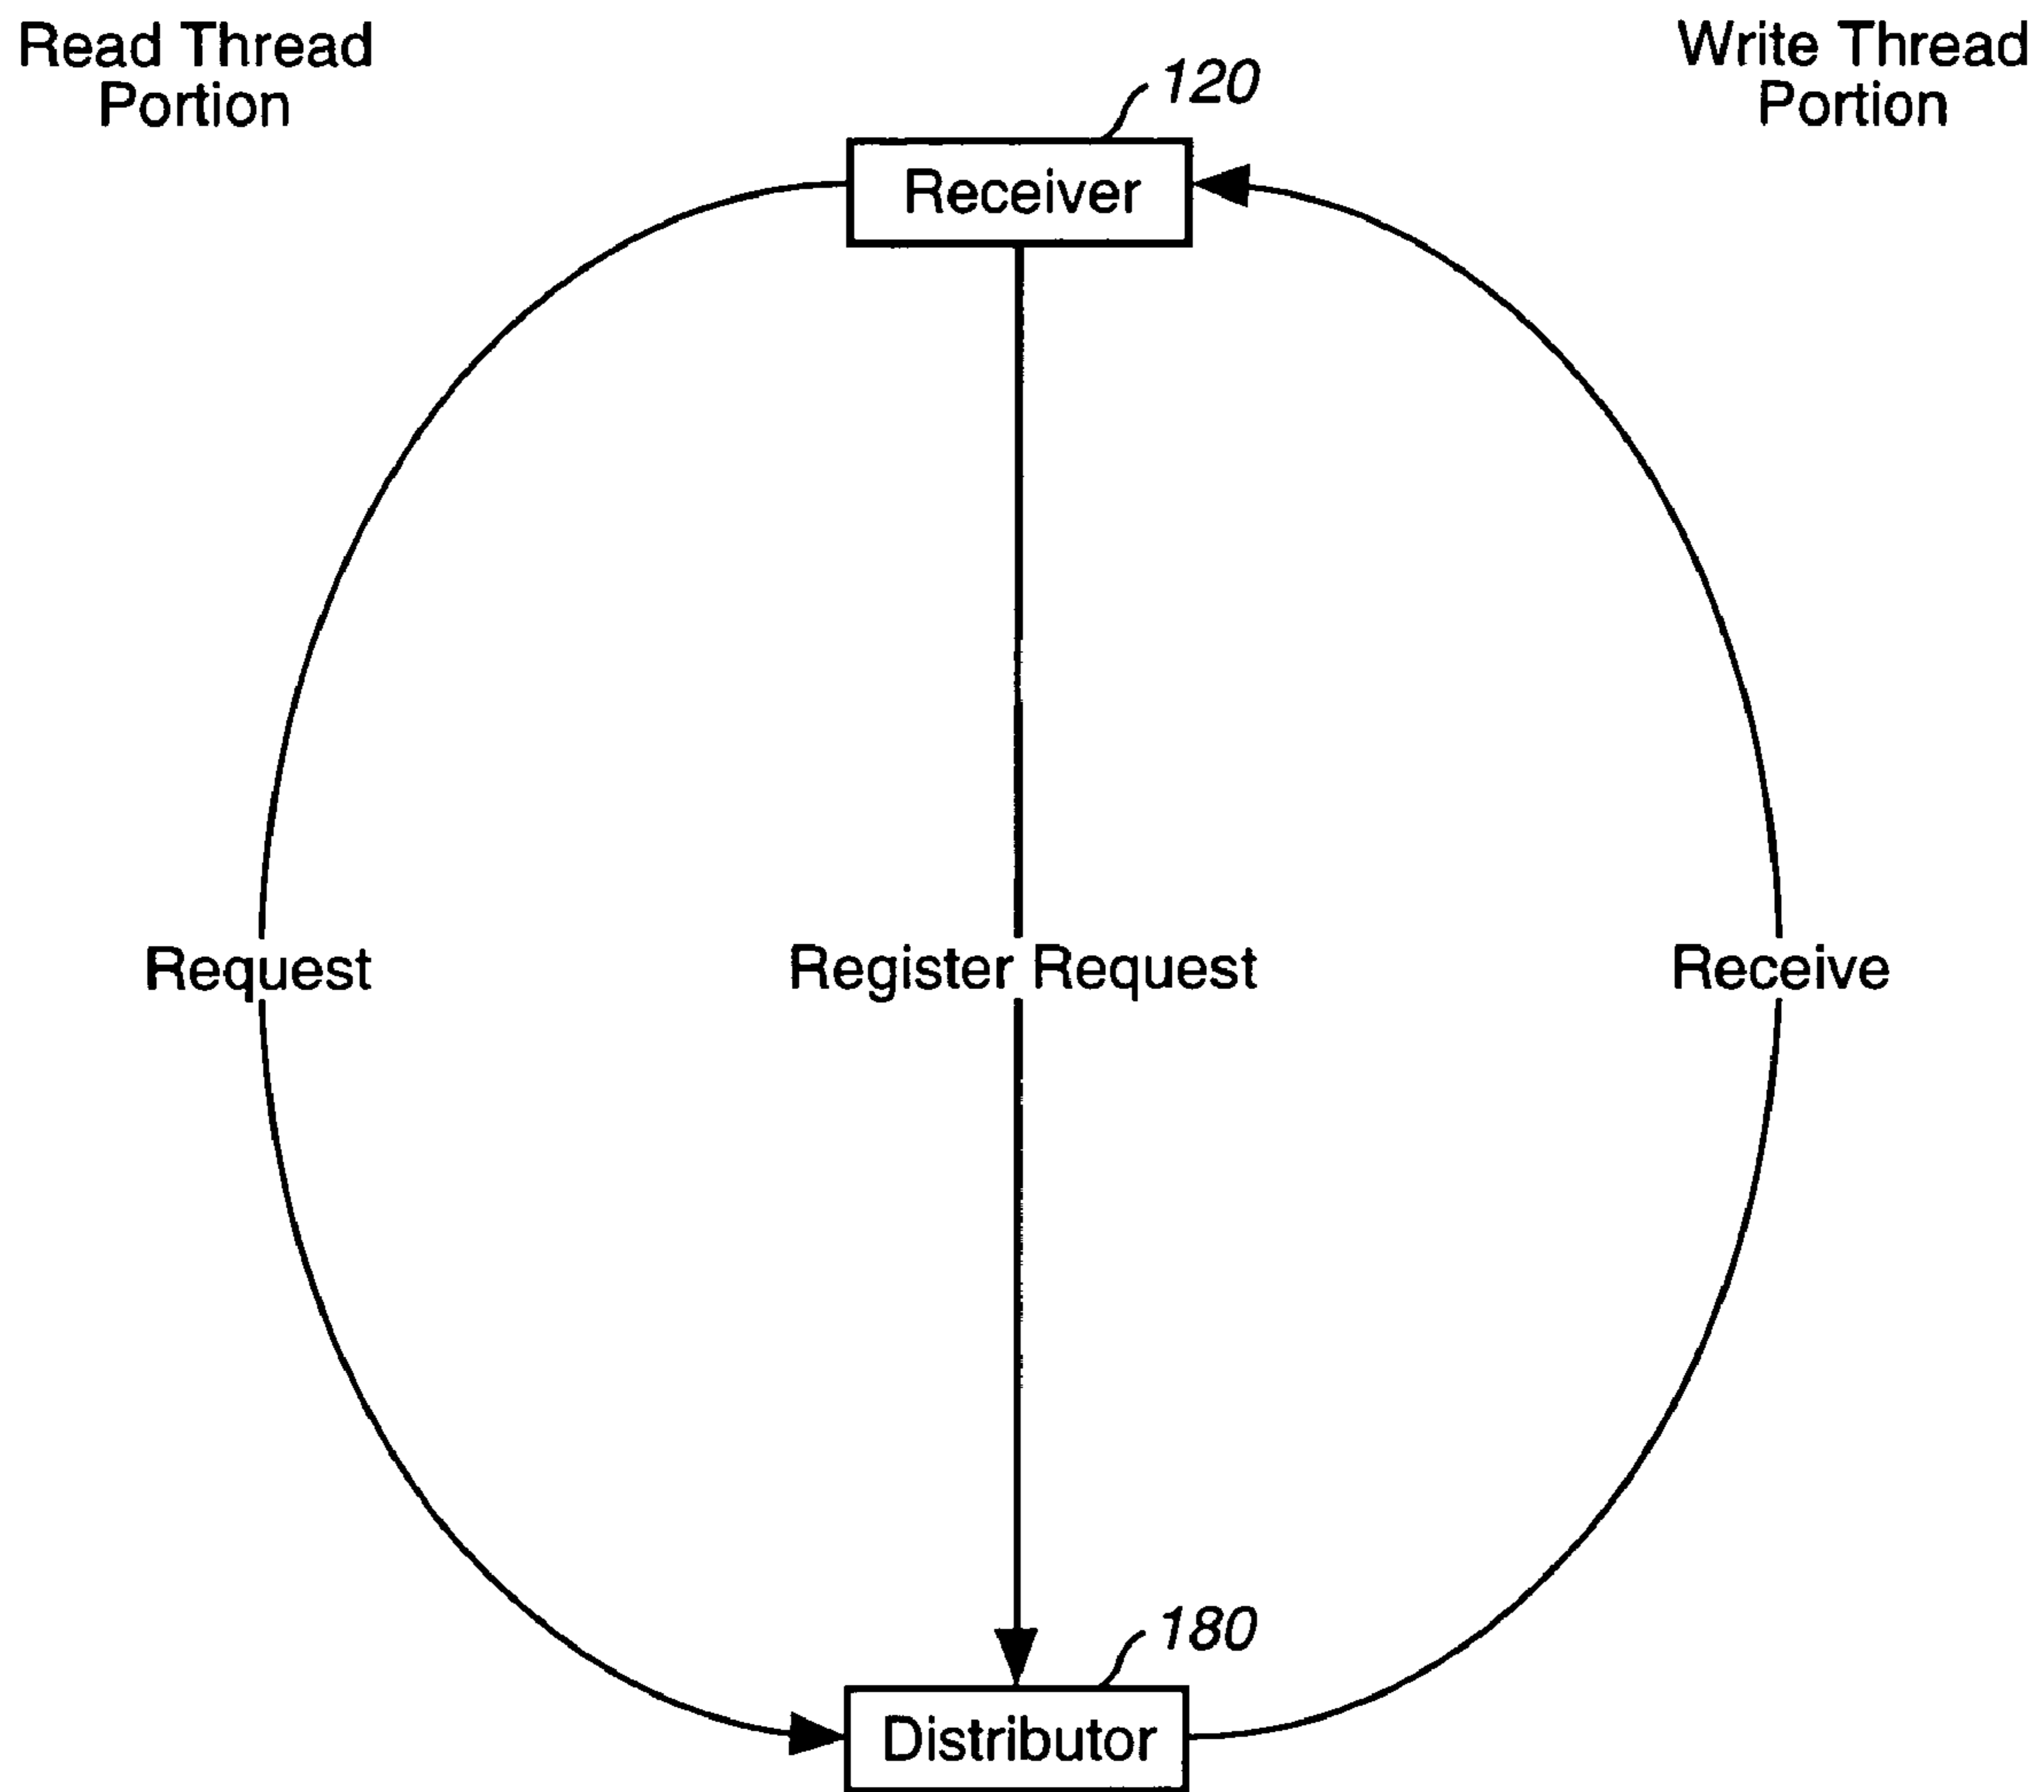 Read Thread
Portion
Write Thread
Portion
120
Receiver
Request
Register Request
Receive
180
Distributor